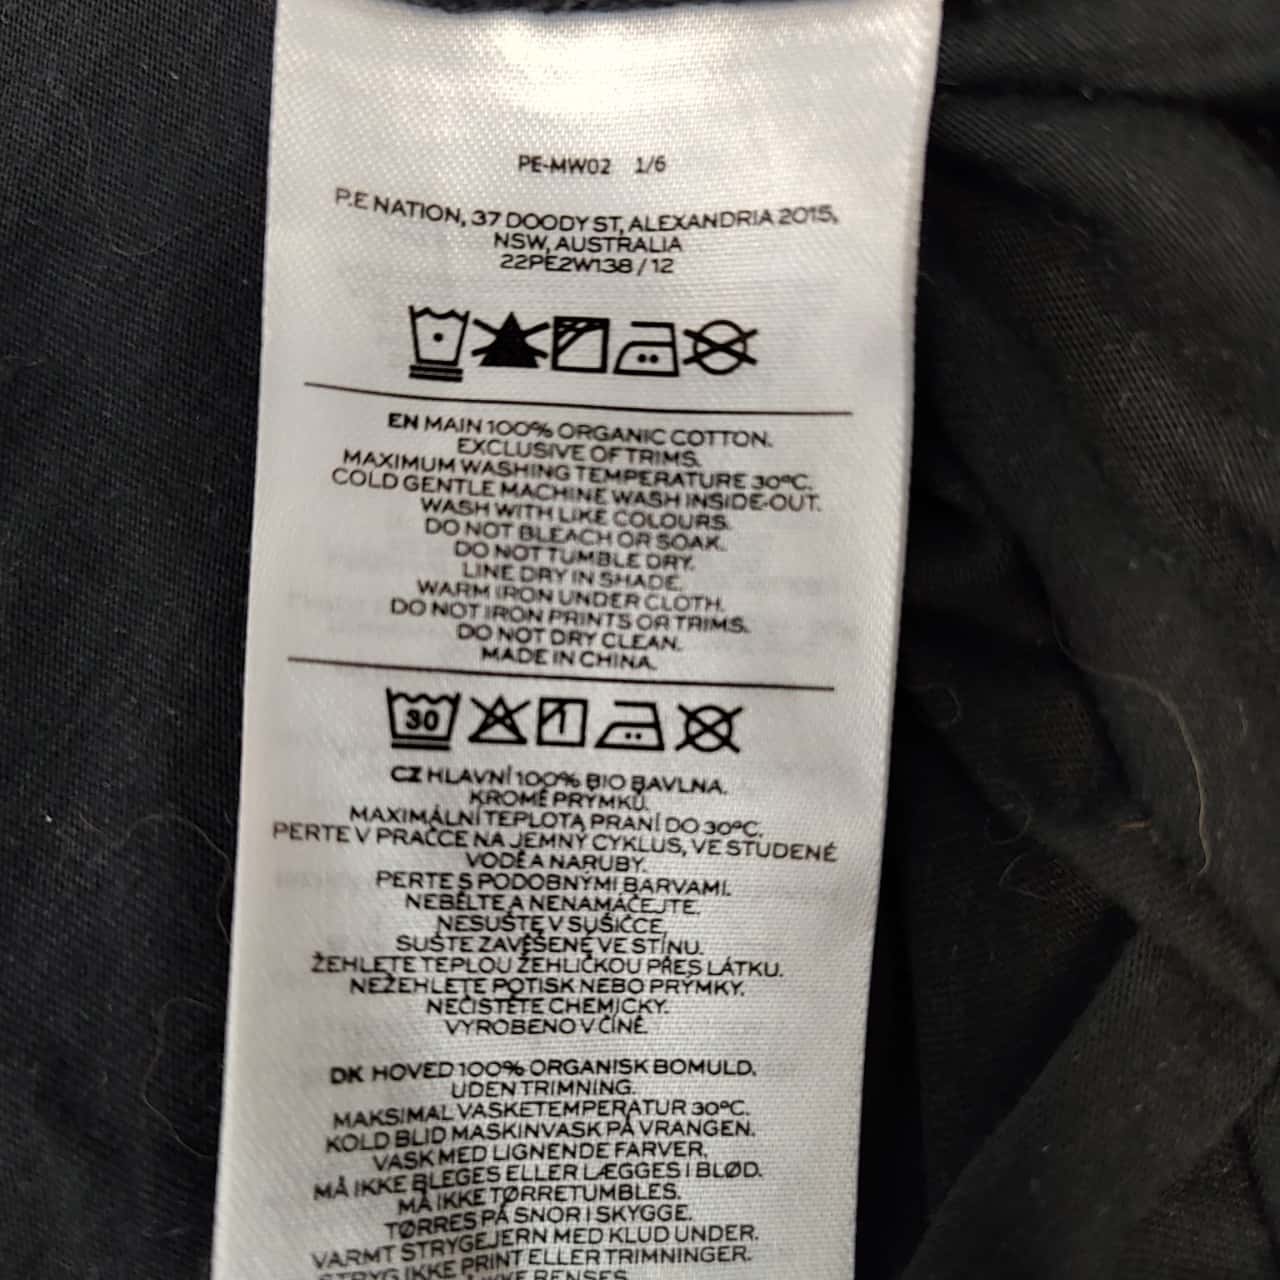 PE-MW02 1/6
P.E NATION, 37 DOODY ST, ALEXANDRIA 2015,
NSW, AUSTRALIA
22PE2W138 / 12
EN MAIN 100% ORGANIC COTTON.
EXCLUSIVE OF TRIMS.
MAXIMUM WASHING TEMPERATURE 30ºC.
COLD GENTLE MACHINE WASH INSIDE-OUT.
WASH WITH LIKE COLOURS.
DO NOT BLEACH OR SOAK.
DO NOT TUMBLE DRY.
LINE DRY IN SHADE.
WARM IRON UNDER CLOTH.
DO NOT IRON PRINTS OR TRIMS.
DO NOT DRY CLEAN.
MADE IN CHINA.
30
CZ HLAVNÍ 100% BIO BAVLNA.
KROMĚ PRÝMKŮ.
MAXIMÁLNÍ TEPLOTA PRANÍ DO 30ºC.
PERTE V PRAČCE NA JEMNÝ CYKLUS, VE STUDENÉ
VODĚ A NARUBY.
PERTE S PODOBNÝMI BARVAMI.
NEBĚLTE A NENAMÁČEJTE.
NESUŠTE V SUŠIČCE,
SUŠTE ZAVĚŠENÉ VE STÍNU.
ŽEHLETE TEPLOU ŽEHLIČKOU PŘES LÁTKU.
NEŽEHLETE POTISK NEBO PRÝMKY.
NEČISTĚTE CHEMICKY.
VYROBENO V ČÍNĚ.
DK HOVED 100% ORGANISK BOMULD.
UDEN TRIMNING.
MAKSIMAL VASKETEMPERATUR 30ºC.
KOLD BLID MASKINVASK PÅ VRANGEN.
VASK MED LIGNENDE FARVER.
MÅ IKKE BLEGES ELLER LÆGGES I BLØD.
MÅ IKKE TØRRETUMBLES.
TØRRES PÅ SNOR I SKYGGE.
VARMT STRYGEJERN MED KLUD UNDER.
STRYG IKKE PRINT ELLER TRIMNINGER.
IKKE RENSES.